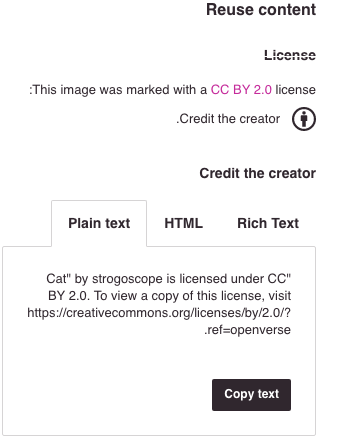 Reuse content
License
:This image was marked with a CC BY 2.0 license
.Credit the creator
Credit the creator
Plain text HTML Rich Text
Cat" by strogoscope is licensed under CC"
BY 2.0. To view a copy of this license, visit
https://creativecommons.org/licenses/by/2.0/?
.ref=openverse
Copy text